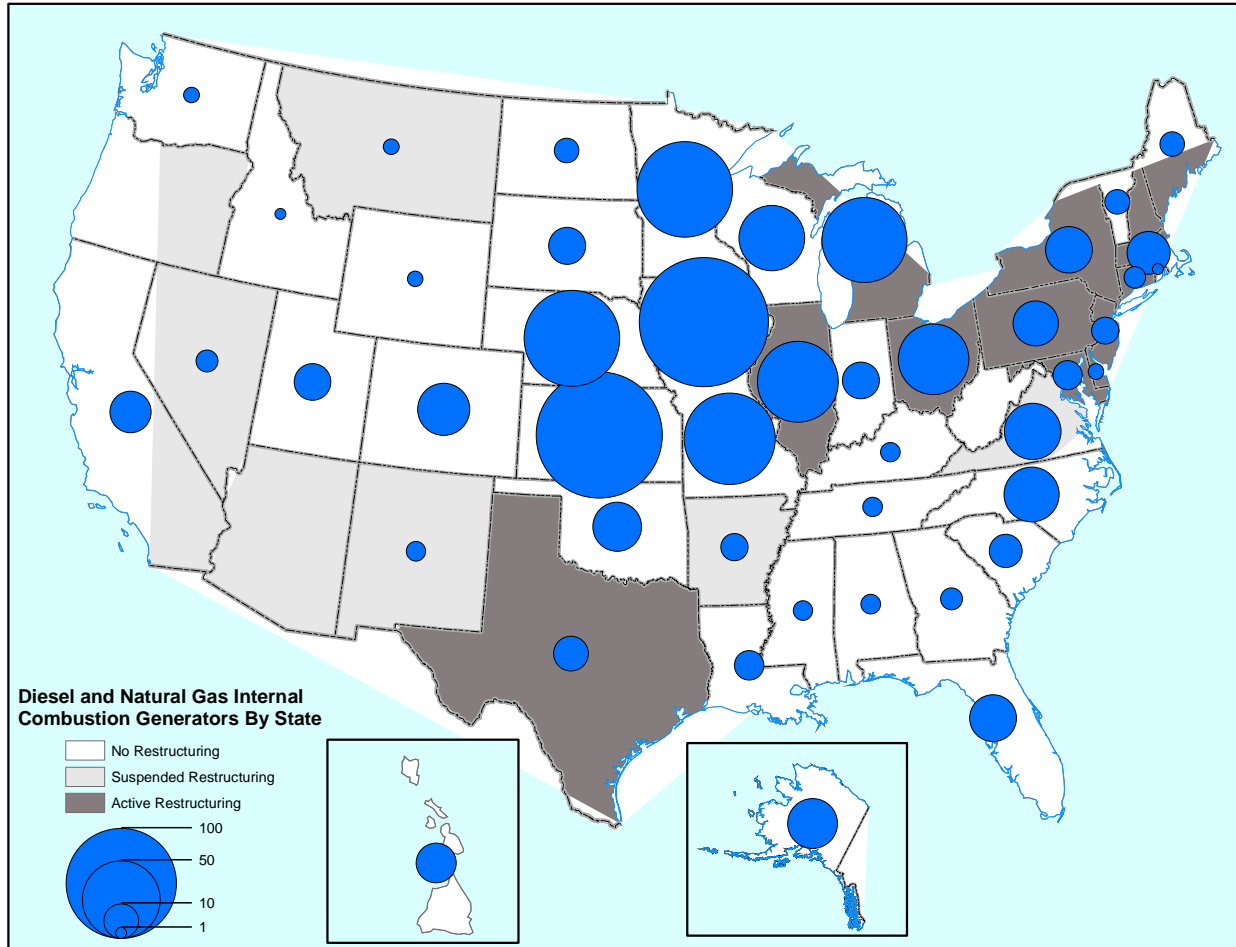 Diesel and Natural Gas Internal
Combustion Generators By State
No Restructuring
Suspended Restructuring
Active Restructuring
100
50
10
1